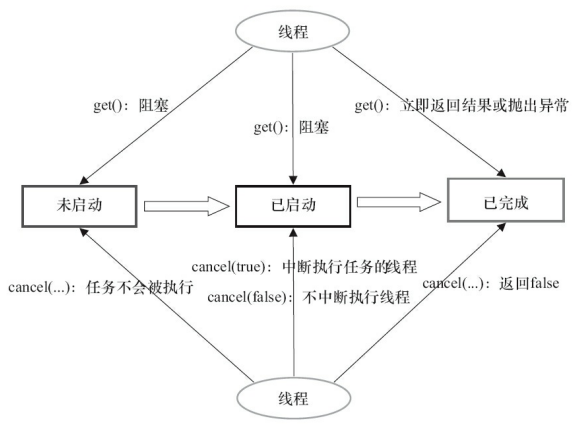 线程
get()：阻塞
get()：立即返回结果或抛出异常
get()：阻塞
未启动
已启动
已完成
cancel(true)：中断执行任务的线程
cancel(...)：任务不会被执行
cancel(false)：不中断执行线程
cancel(...)：返回false
线程